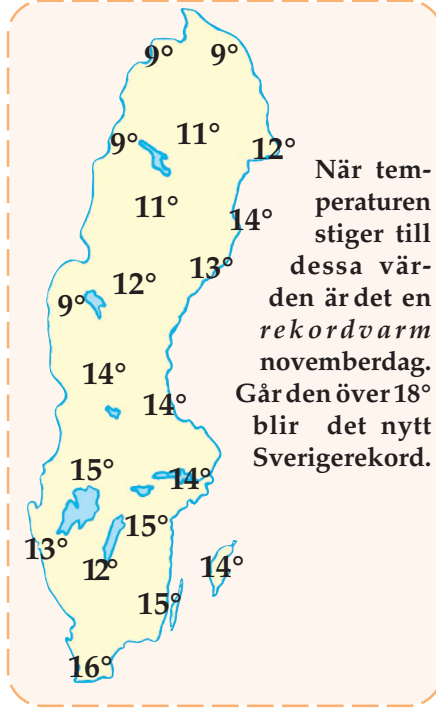 9° 9°
9° 11° 12°
11° 14°
13°
12°
9°
14°
14°
15° 14°
15°
13° 12° 14°
15°
16°
När tem-
peraturen
stiger till
dessa vär-
den är det en
rekordvarm
novemberdag.
Går den över 18°
blir det nytt
Sverigerekord.